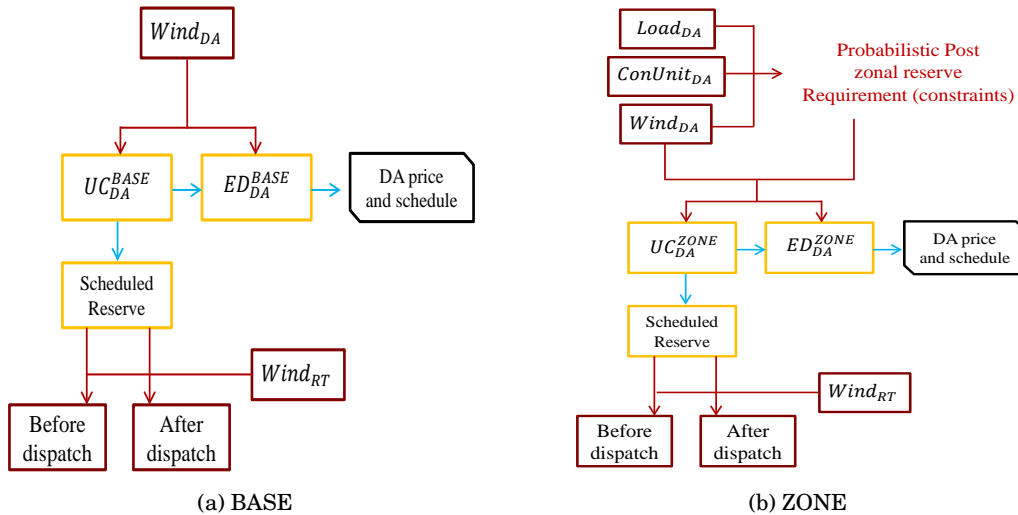 Wind_DA
UC_DA^BASE
ED_DA^BASE
DA price
and schedule
Scheduled
Reserve
Wind_RT
Before
dispatch
After
dispatch
(a) BASE
Load_DA
ConUnit_DA
Wind_DA
Probabilistic Post
zonal reserve
Requirement (constraints)
UC_DA^ZONE
ED_DA^ZONE
DA price
and schedule
Scheduled
Reserve
Wind_RT
Before
dispatch
After
dispatch
(b) ZONE